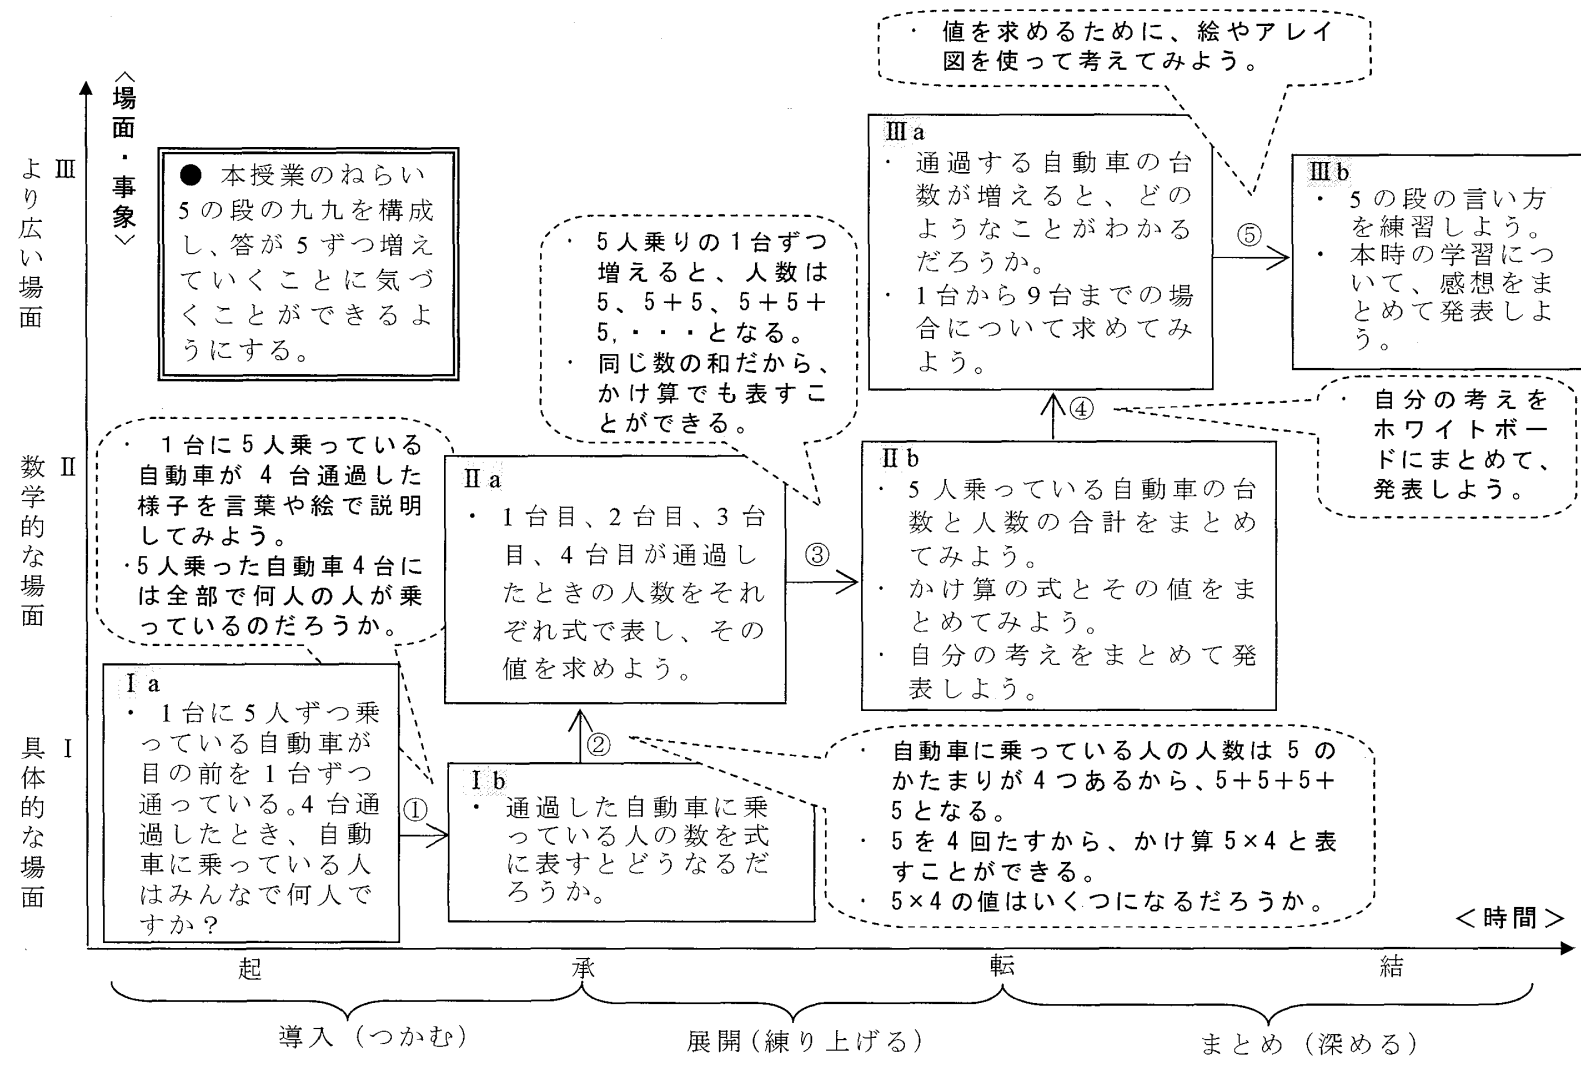 ・ 値を求めるために、絵やアレイ
図を使って考えてみよう。
＜場面・事象＞
Ⅲ より広い場面
● 本授業のねらい
5の段の九九を構成
し、答が5ずつ増え
ていくことに気づ
くことができるよ
うにする。
・ 5人乗りの1台ずつ
増えると、人数は
5、5＋5、5＋5＋
5,・・・となる。
・ 同じ数の和だから、
かけ算でも表すこ
とができる。
Ⅲa
・ 通過する自動車の台
数が増えると、どの
ようなことがわかる
だろうか。
・ 1台から9台までの場
合について求めてみ
よう。
⑤
Ⅲb
・ 5の段の言い方
を練習しよう。
・ 本時の学習につ
いて、感想をま
とめて発表しよ
う。
④
・ 自分の考えを
ホワイトボー
ドにまとめて、
発表しよう。
Ⅱ 数学的な場面
・ 1台に5人乗っている
自動車が 4 台通過した
様子を言葉や絵で説明
してみよう。
・5人乗った自動車4台に
は全部で何人の人が乗
っているのだろうか。
Ⅱa
・ 1台目、2台目、3台
目、4台目が通過し
たときの人数をそれ
ぞれ式で表し、その
値を求めよう。
③
Ⅱb
・ 5人乗っている自動車の台
数と人数の合計をまとめ
てみよう。
・ かけ算の式とその値をま
とめてみよう。
・ 自分の考えをまとめて発
表しよう。
Ⅰ 具体的な場面
Ⅰa
・ 1台に5人ずつ乗
っている自動車が
目の前を1台ずつ
通っている。4台通
過したとき、自動
車に乗っている人
はみんなで何人で
すか？
①
②
Ⅰb
・ 通過した自動車に乗
っている人の数を式
に表すとどうなるだ
ろうか。
・ 自動車に乗っている人の人数は 5 の
かたまりが4つあるから、5＋5＋5＋
5となる。
・ 5を4回たすから、かけ算5×4と表
すことができる。
・ 5×4の値はいくつになるだろうか。
＜時間＞
起 承 転 結
導入（つかむ） 展開(練り上げる） まとめ（深める）